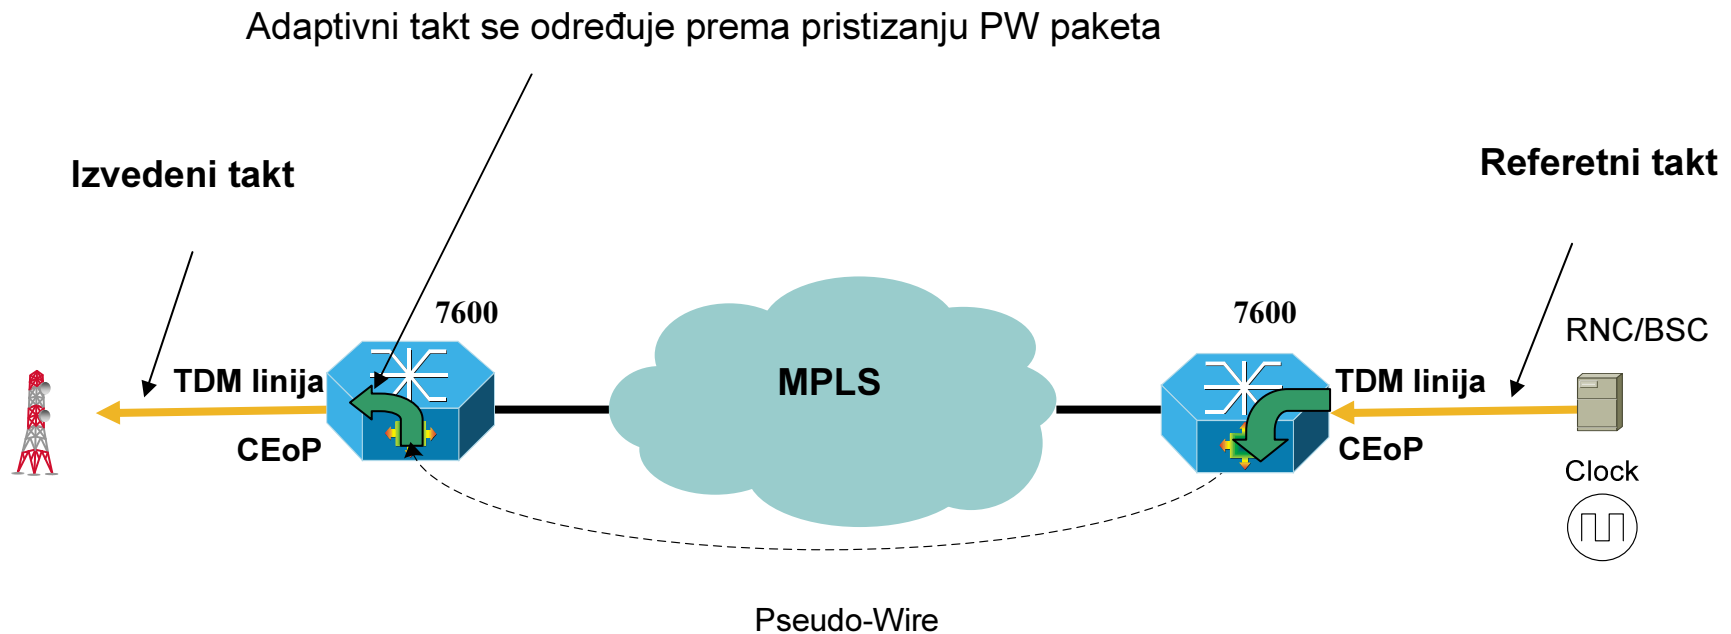 Adaptivni takt se određuje prema pristizanju PW paketa
Izvedeni takt
Referetni takt
7600
7600
RNC/BSC
TDM linija
MPLS
TDM linija
CEoP
CEoP
Clock
Pseudo-Wire